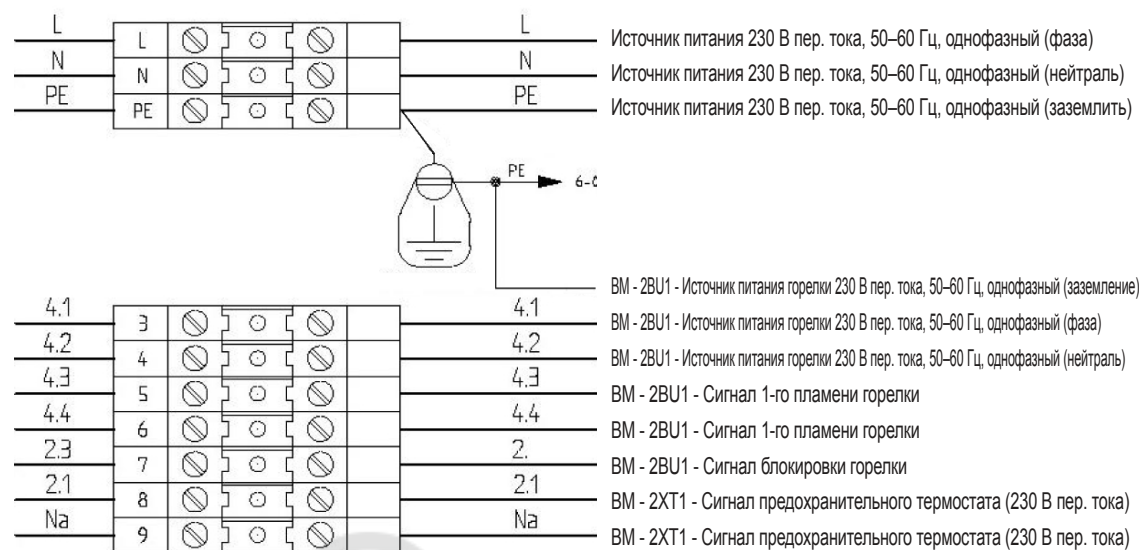 L L Источник питания 230 В пер. тока, 50–60 Гц, однофазный (фаза)
L
N N Источник питания 230 В пер. тока, 50–60 Гц, однофазный (нейтраль)
N
PE PE Источник питания 230 В пер. тока, 50–60 Гц, однофазный (заземлить)
PE
PE
BM - 2BU1 - Источник питания горелки 230 В пер. тока, 50–60 Гц, однофазный (заземление)
4.1 3 4.1 BM - 2BU1 - Источник питания горелки 230 В пер. тока, 50–60 Гц, однофазный (фаза)
4.2 4 4.2 BM - 2BU1 - Источник питания горелки 230 В пер. тока, 50–60 Гц, однофазный (нейтраль)
4.3 5 4.3 BM - 2BU1 - Сигнал 1-го пламени горелки
4.4 6 4.4 BM - 2BU1 - Сигнал 1-го пламени горелки
2.3 7 2. BM - 2BU1 - Сигнал блокировки горелки
2.1 8 2.1 BM - 2XT1 - Сигнал предохранительного термостата (230 В пер. тока)
Na 9 Na BM - 2XT1 - Сигнал предохранительного термостата (230 В пер. тока)